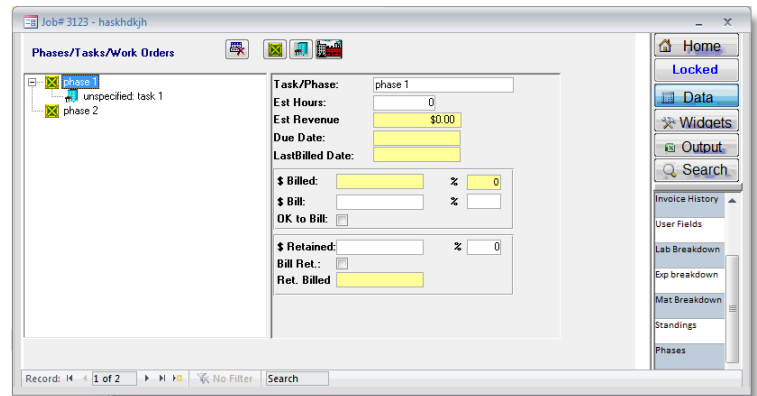 Job# 3123 - haskhdkjh
Phases/Tasks/Work Orders
phase 1
unspecified: task 1
phase 2
Task/Phase: phase 1
Est Hours: 0
Est Revenue $0.00
Due Date:
LastBilled Date:
$ Billed: % 0
$ Bill: %
OK to Bill:
$ Retained: % 0
Bill Ret.:
Ret. Billed
Home
Locked
Data
Widgets
Output
Search
Invoice History
User Fields
Lab Breakdown
Exp breakdown
Mat Breakdown
Standings
Phases
Record: 1 of 2 No Filter Search